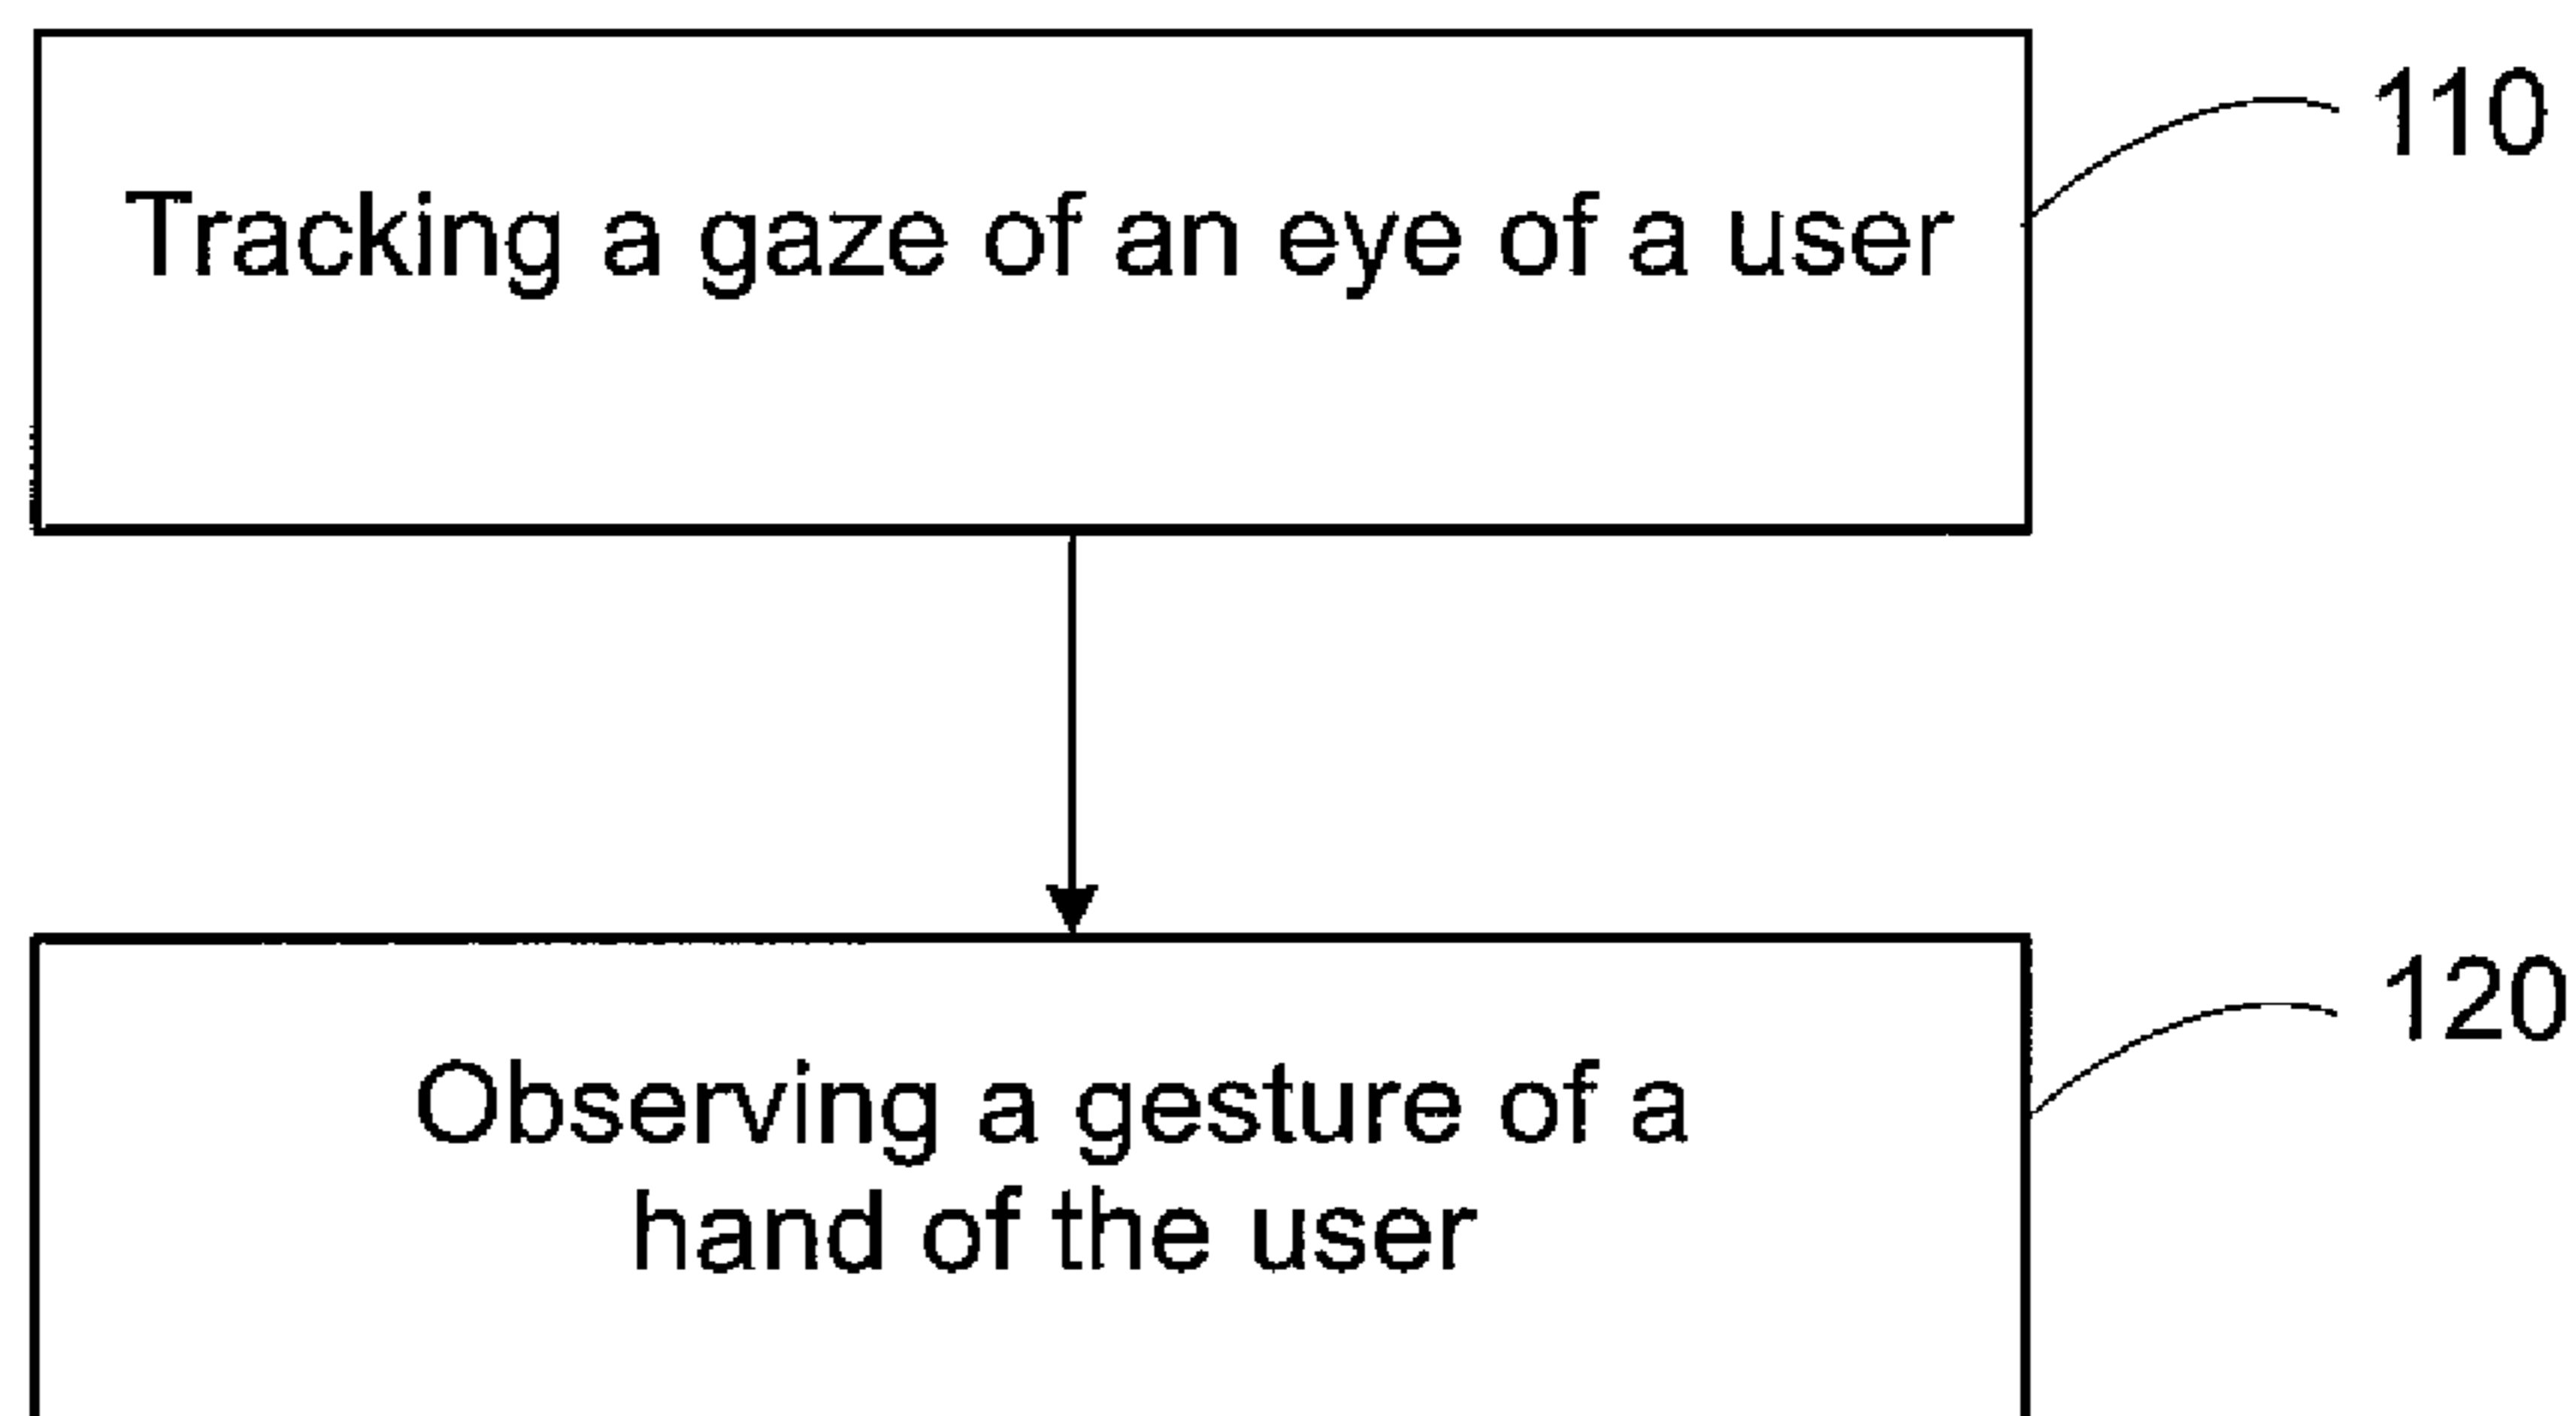 110
Tracking a gaze of an eye of a user
120
Observing a gesture of a
hand of the user